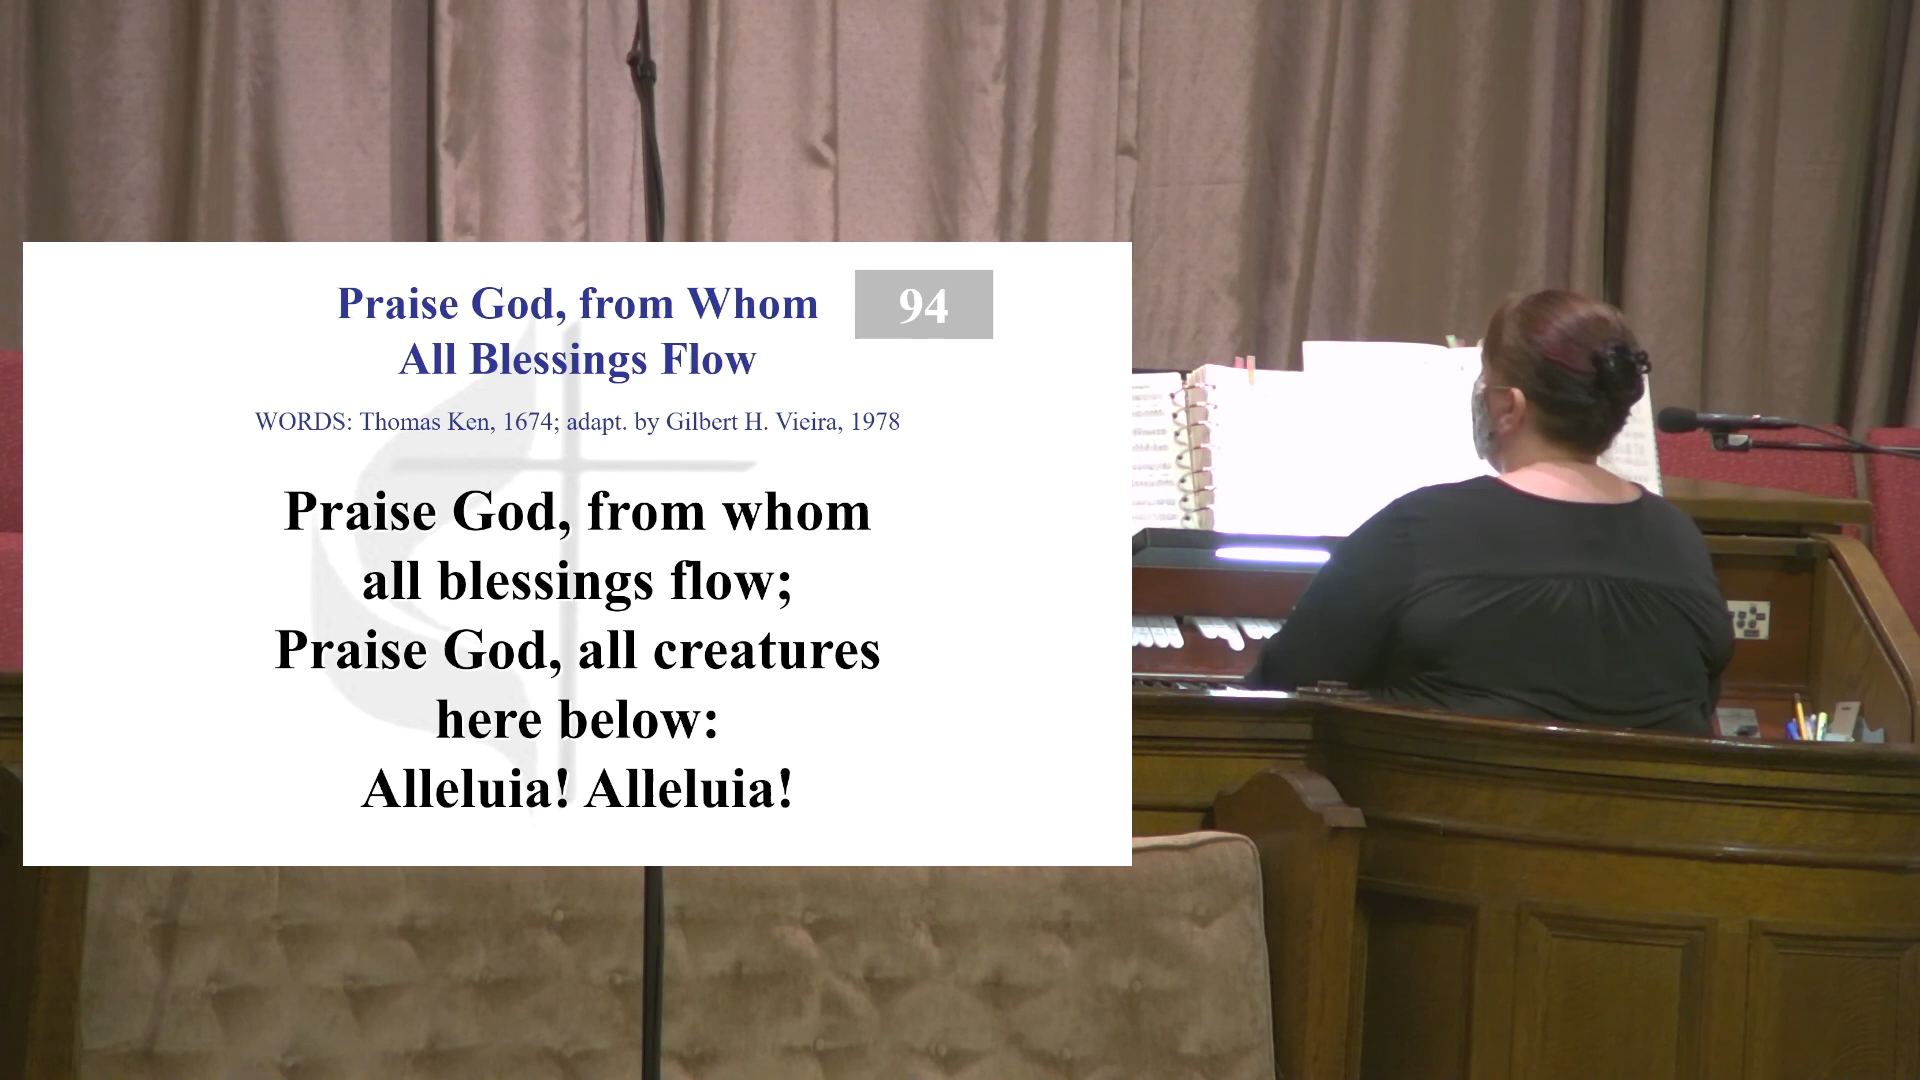 Praise God, from Whom
94
All Blessings Flow
WORDS: Thomas Ken, 1674; adapt. by Gilbert H. Vieira, 1978
Praise God, from whom
all blessings flow;
Praise God, all creatures
here below:
Alleluia! Alleluia!